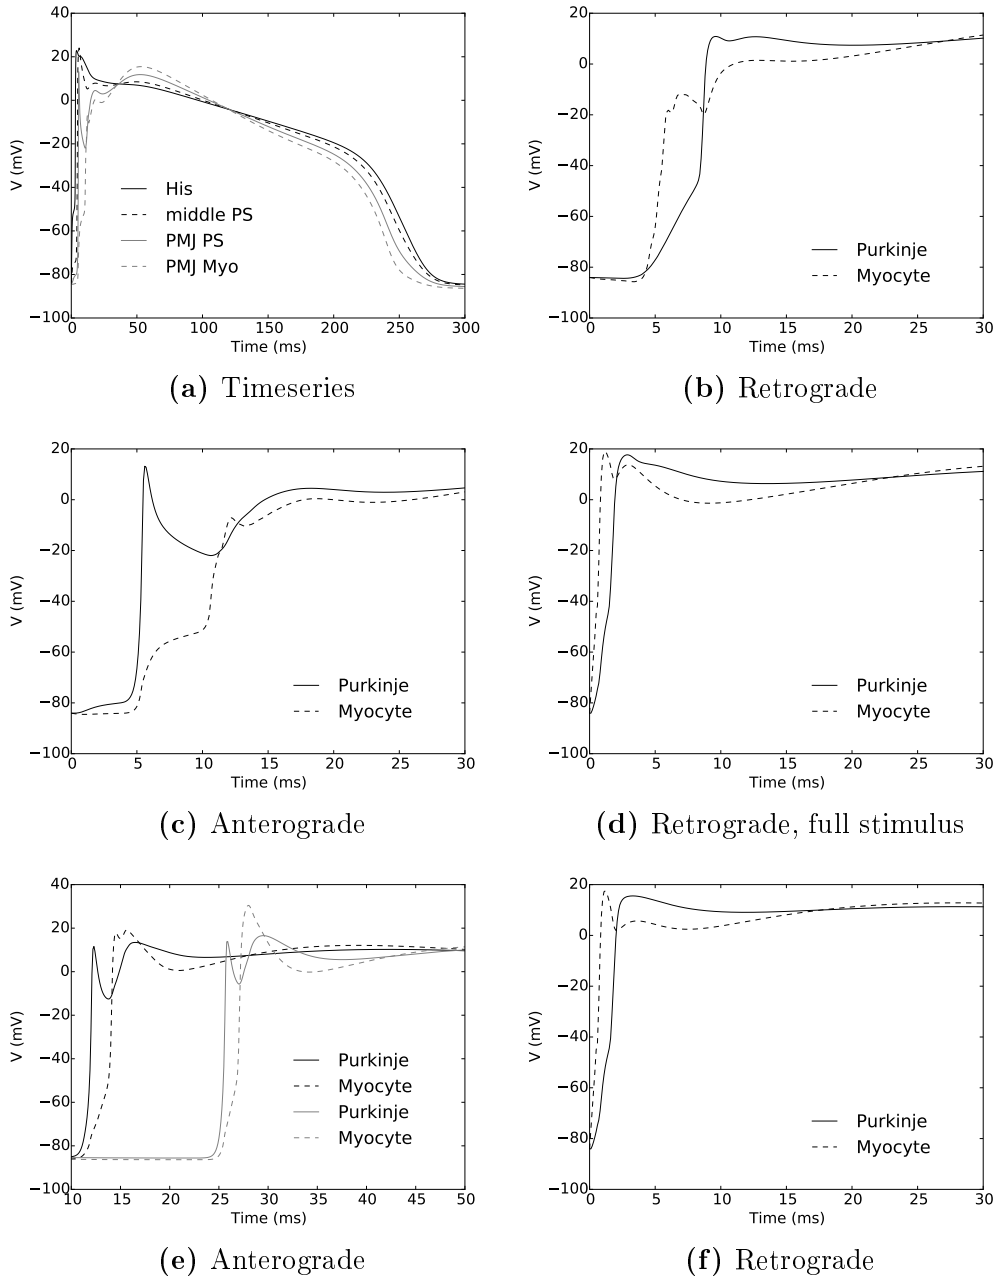 40
20
0
−20
−40
−60
−80
−100
V (mV)
His
middle PS
PMJ PS
PMJ Myo
0 50 100 150 200 250 300
Time (ms)
(a) Timeseries
20
0
−20
−40
−60
−80
−100
V (mV)
Purkinje
Myocyte
0 5 10 15 20 25 30
Time (ms)
(b) Retrograde
20
0
−20
−40
−60
−80
−100
V (mV)
Purkinje
Myocyte
0 5 10 15 20 25 30
Time (ms)
(c) Anterograde
20
0
−20
−40
−60
−80
−100
V (mV)
Purkinje
Myocyte
0 5 10 15 20 25 30
Time (ms)
(d) Retrograde, full stimulus
40
20
0
−20
−40
−60
−80
−100
V (mV)
Purkinje
Myocyte
Purkinje
Myocyte
10 15 20 25 30 35 40 45 50
Time (ms)
(e) Anterograde
20
0
−20
−40
−60
−80
−100
V (mV)
Purkinje
Myocyte
0 5 10 15 20 25 30
Time (ms)
(f) Retrograde